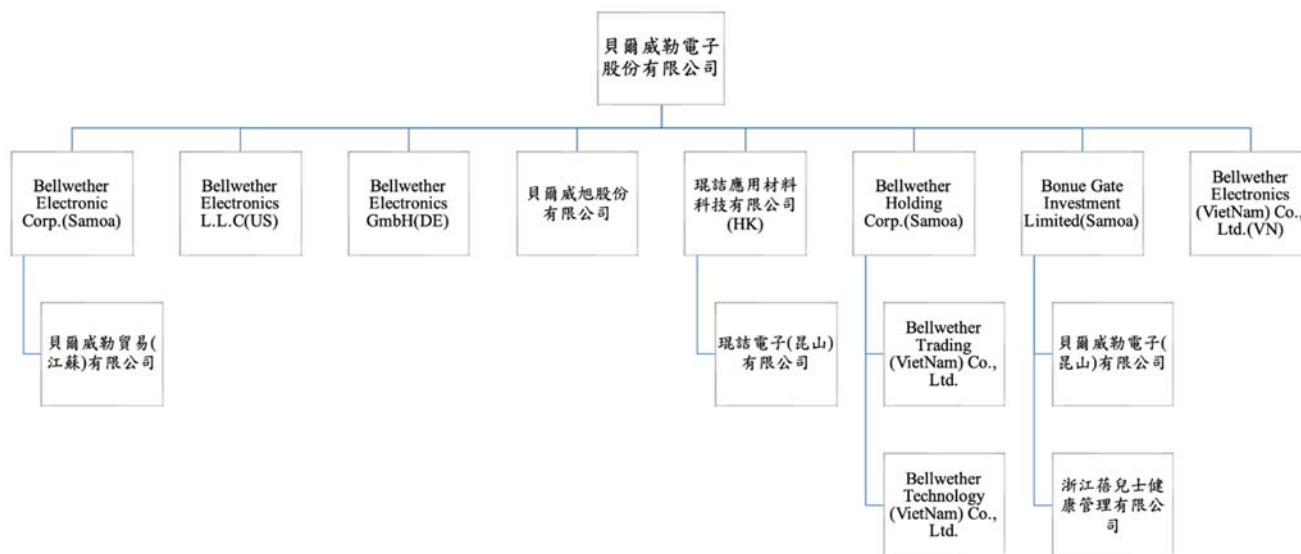 貝爾威勒電子
股份有限公司
Bellwether
Electronic
Corp.(Samoa)
Bellwether
Electronics
L.L.C(US)
Bellwether
Electronics
GmbH(DE)
貝爾威旭股份
有限公司
琨詰應用材料
科技有限公司
(HK)
Bellwether
Holding
Corp.(Samoa)
Bonue Gate
Investment
Limited(Samoa)
Bellwether
Electronics
(VietNam) Co.,
Ltd.(VN)
貝爾威勒貿易(
江蘇)有限公司
琨詰電子(昆山)
有限公司
Bellwether
Trading
(VietNam) Co.,
Ltd.
貝爾威勒電子(
昆山)有限公司
Bellwether
Technology
(VietNam) Co.,
Ltd.
浙江蓓兒士健
康管理有限公
司